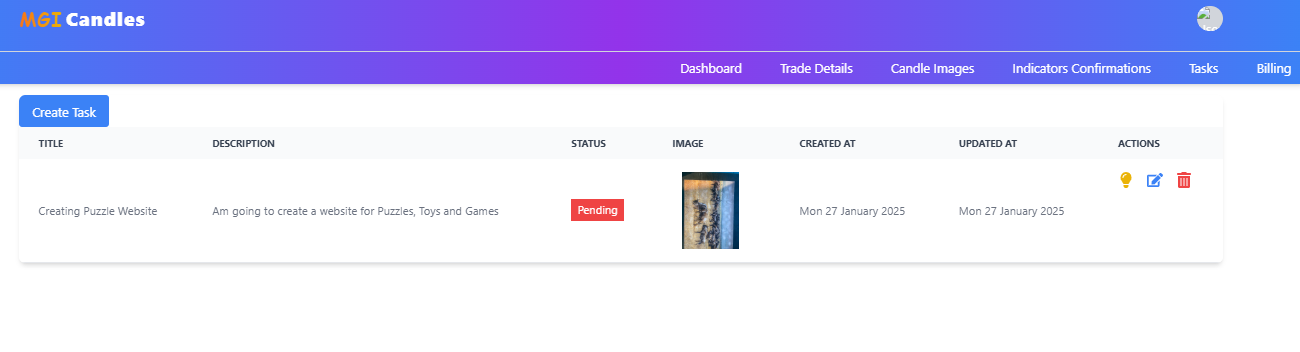 MGI Candles
Dashboard Trade Details Candle Images Indicators Confirmations Tasks Billing
Create Task
TITLE DESCRIPTION STATUS IMAGE CREATED AT UPDATED AT ACTIONS
Creating Puzzle Website Am going to create a website for Puzzles, Toys and Games Pending Mon 27 January 2025 Mon 27 January 2025